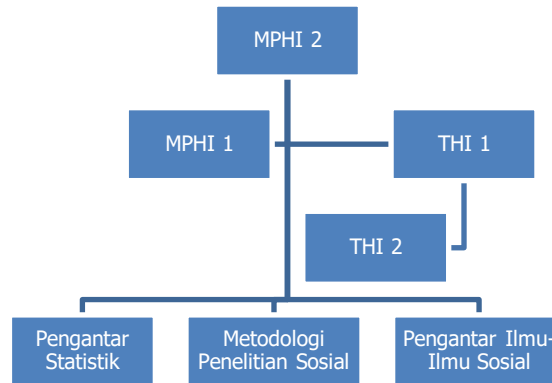 MPHI 2
MPHI 1
THI 1
THI 2
Pengantar
Statistik
Metodologi
Penelitian Sosial
Pengantar Ilmu-
Ilmu Sosial